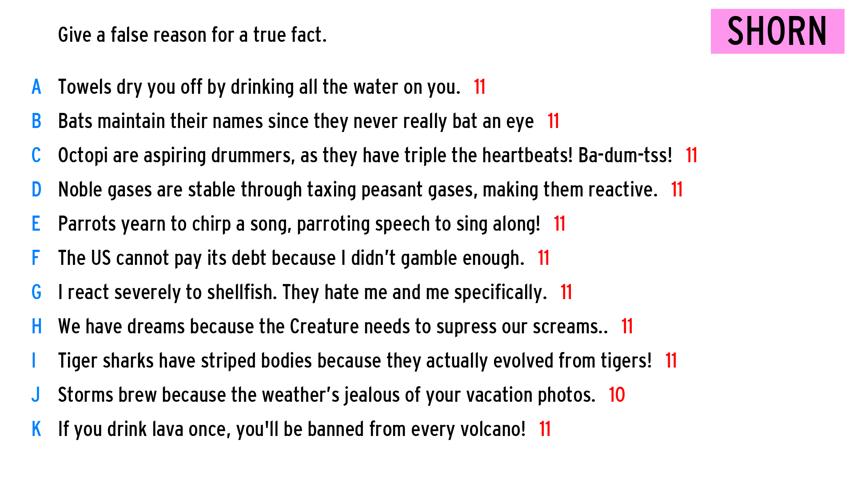 Give a false reason for a true fact.
SHORN
A Towels dry you off by drinking all the water on you. 11
B Bats maintain their names since they never really bat an eye 11
C Octopi are aspiring drummers, as they have triple the heartbeats! Ba-dum-tss! 11
D Noble gases are stable through taxing peasant gases, making them reactive. 11
E Parrots yearn to chirp a song, parroting speech to sing along! 11
F The US cannot pay its debt because I didn't gamble enough. 11
G I react severely to shellfish. They hate me and me specifically. 11
H We have dreams because the Creature needs to supress our screams.. 11
I Tiger sharks have striped bodies because they actually evolved from tigers! 11
J Storms brew because the weather's jealous of your vacation photos. 10
K If you drink lava once, you'll be banned from every volcano! 11